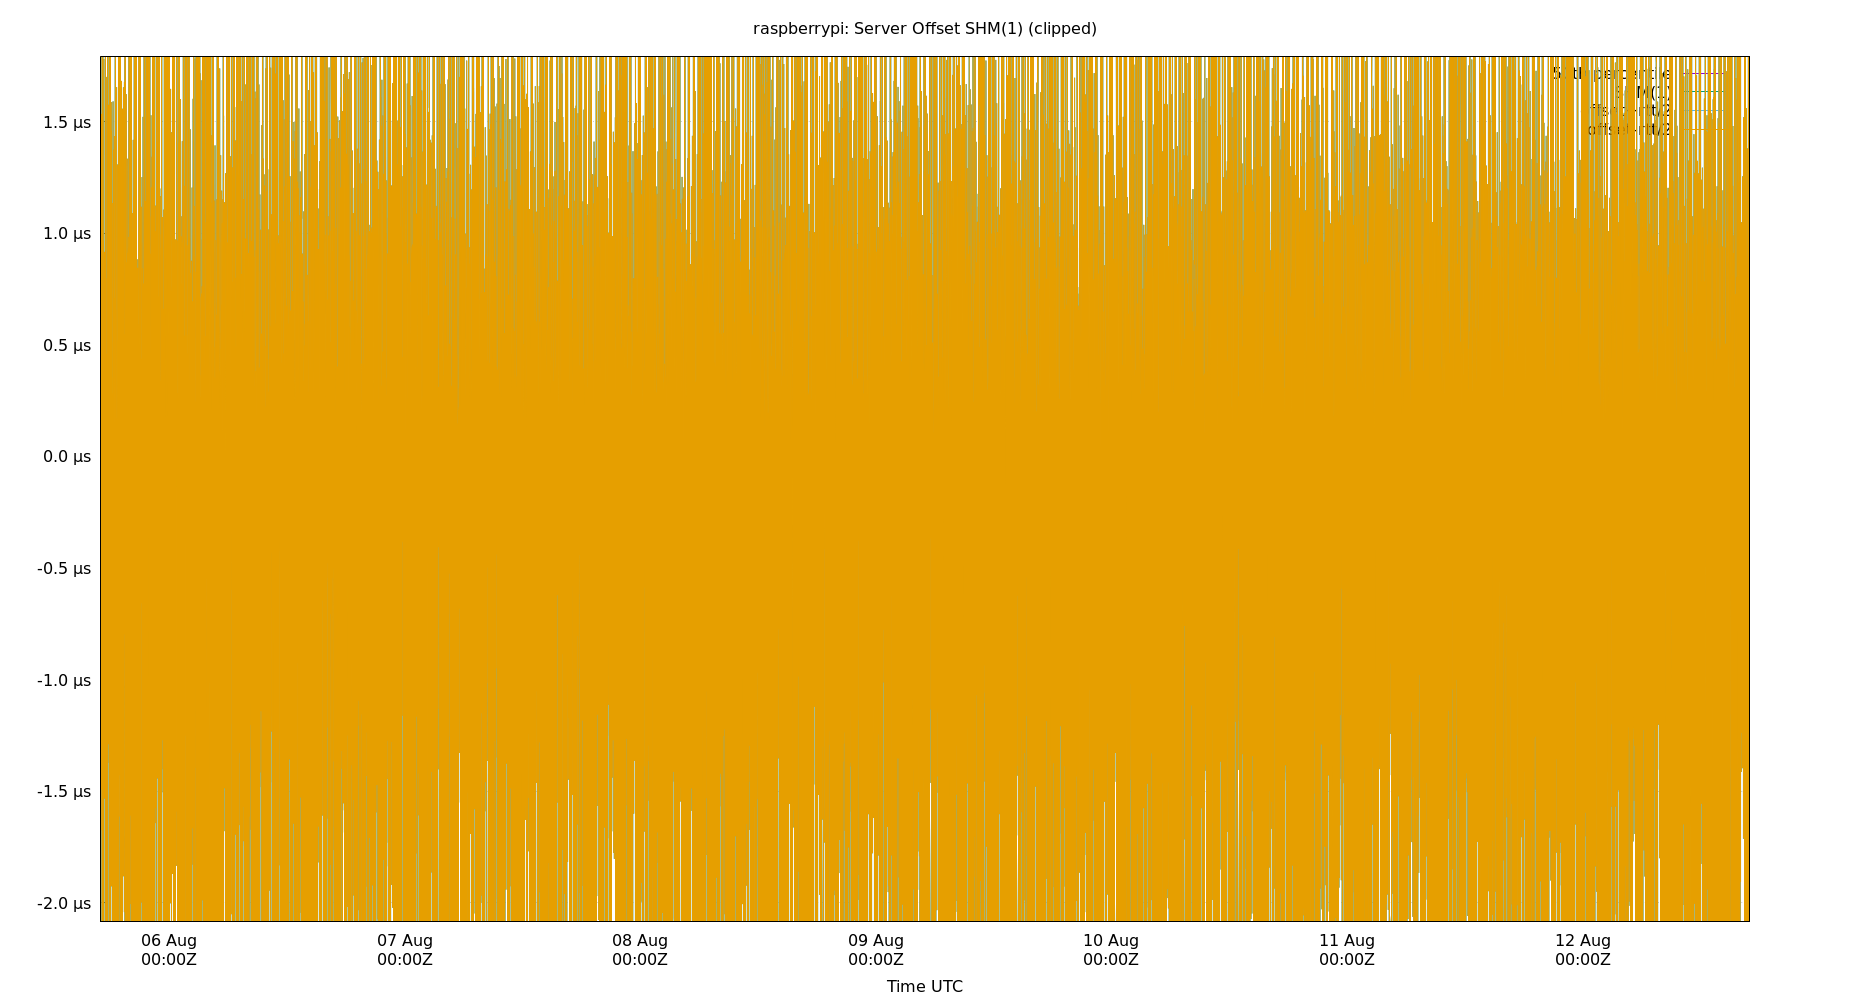 raspberrypi: Server Offset SHM(1) (clipped)
1.5 µs
1.0 µs
0.5 µs
0.0 µs
-0.5 µs
-1.0 µs
-1.5 µs
-2.0 µs
06 Aug 07 Aug 08 Aug 09 Aug 10 Aug 11 Aug 12 Aug
00:00Z 00:00Z 00:00Z 00:00Z 00:00Z 00:00Z 00:00Z
Time UTC